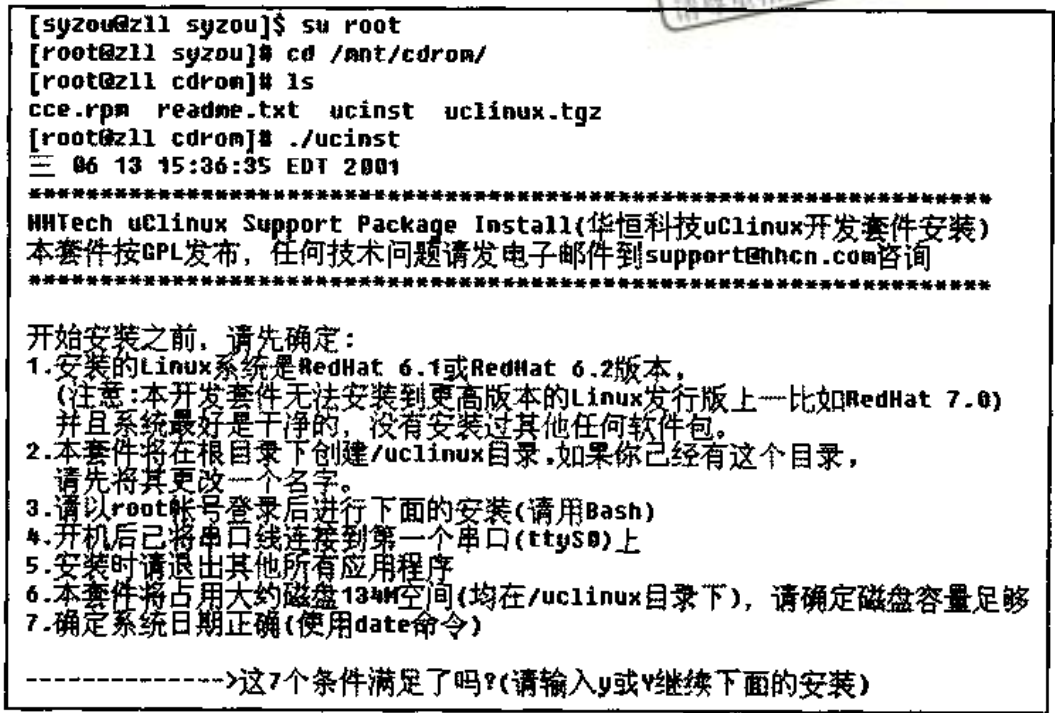 [syzou@zll syzou]$ su root
[root@zll syzou]# cd /mnt/cdrom/
[root@zll cdrom]# ls
cce.rpm readme.txt ucinst uclinux.tgz
[root@zll cdrom]# ./ucinst
三 06 13 15:36:35 EDT 2001
*******************************************************************
HHTech uClinux Support Package Install(华恒科技uClinux开发套件安装)
本套件按GPL发布，任何技术问题请发电子邮件到support@hhcn.com咨询
*******************************************************************
开始安装之前，请先确定：
1.安装的Linux系统是RedHat 6.1或RedHat 6.2版本，
(注意:本开发套件无法安装到更高版本的Linux发行版上--比如RedHat 7.0)
并且系统最好是干净的，没有安装过其他任何软件包。
2.本套件将在根目录下创建/uclinux目录,如果你已经有这个目录，
请先将其更改一个名字。
3.请以root帐号登录后进行下面的安装(请用Bash)
4.开机后已将串口线连接到第一个串口(ttyS0)上
5.安装时请退出其他所有应用程序
6.本套件将占用大约磁盘134M空间(均在/uclinux目录下)，请确定磁盘容量足够
7.确定系统日期正确(使用date命令)
-------------->这7个条件满足了吗?(请输入y或Y继续下面的安装)